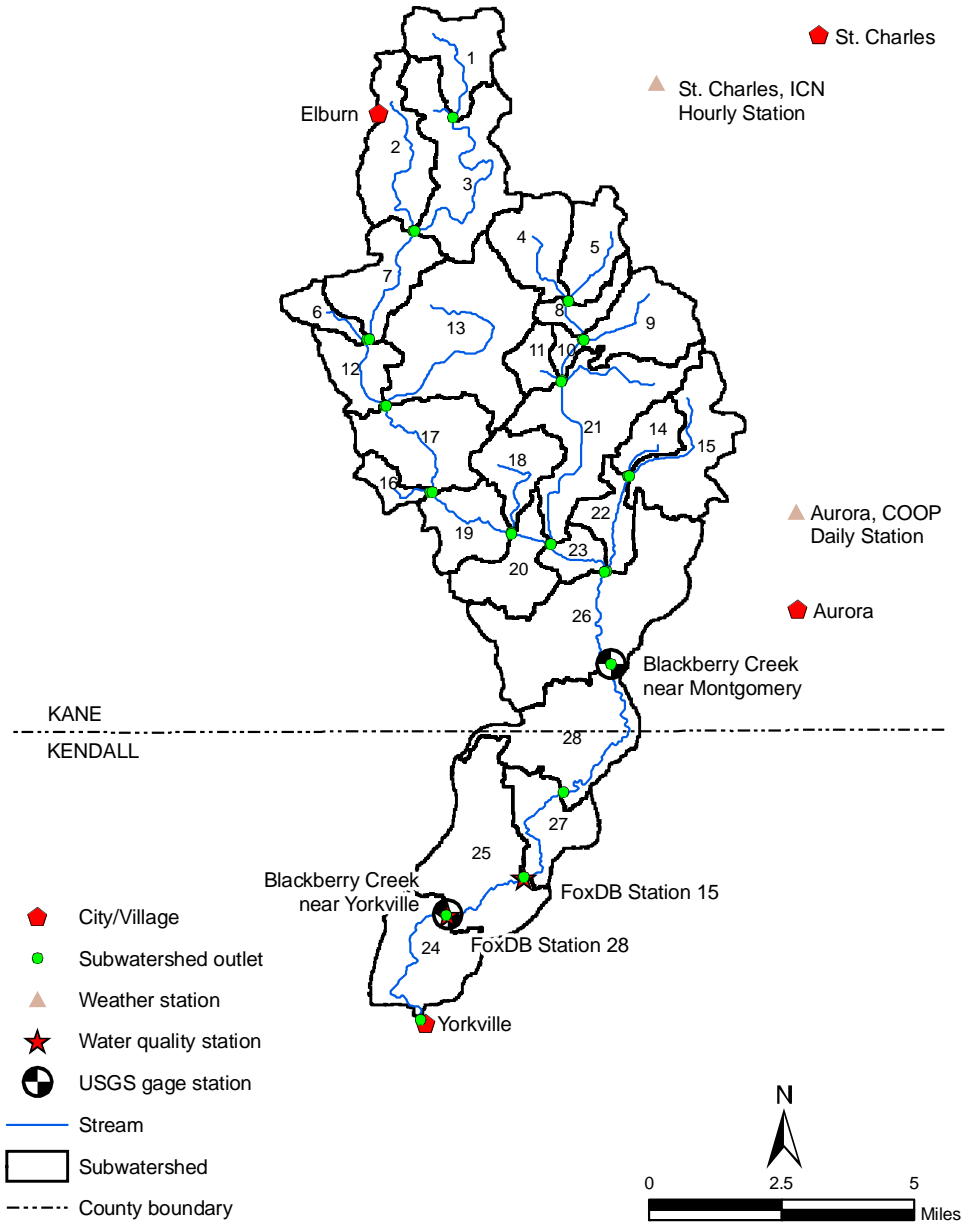 1
St. Charles
St. Charles, ICN
Hourly Station
Elburn
2
3
4
5
7
6
8
9
13
11
10
12
21
17
14
15
18
16
22
19
23
20
Aurora, COOP
Daily Station
26
Aurora
Blackberry Creek
near Montgomery
KANE
KENDALL
28
27
25
Blackberry Creek
near Yorkville
FoxDB Station 15
24
FoxDB Station 28
Yorkville
City/Village
Subwatershed outlet
Weather station
Water quality station
USGS gage station
Stream
Subwatershed
County boundary
N
0 2.5 5
Miles